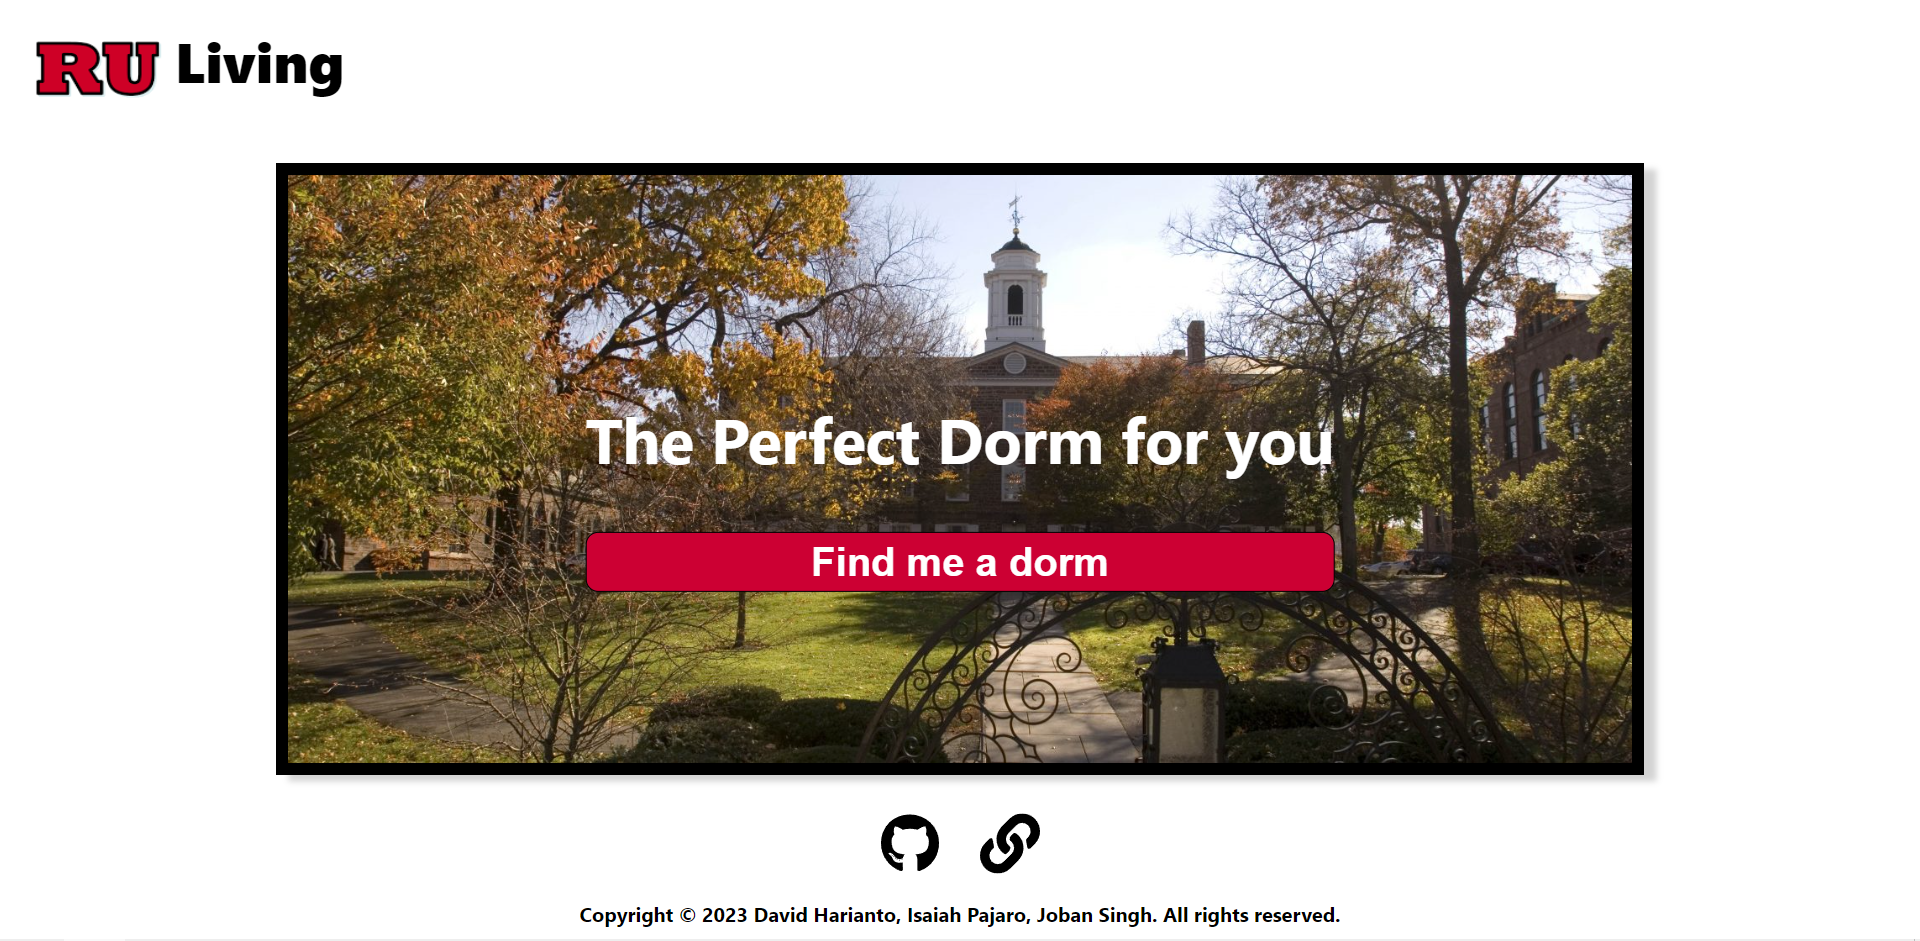 RU Living
The Perfect Dorm for you
Find me a dorm
Copyright © 2023 David Harianto, Isaiah Pajaro, Joban Singh. All rights reserved.